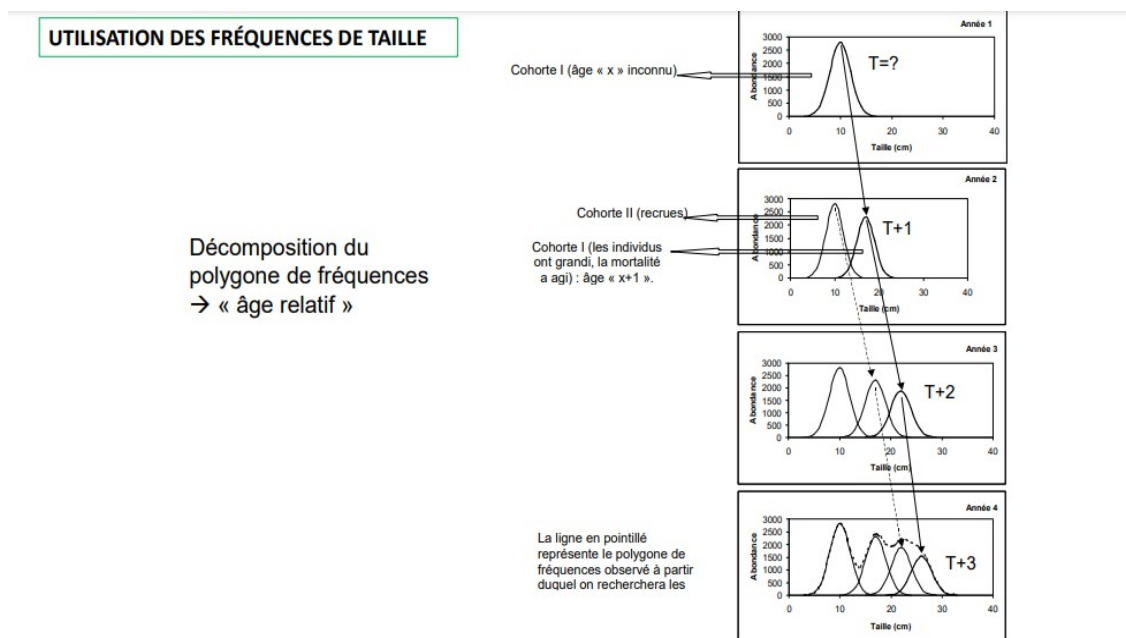 UTILISATION DES FRÉQUENCES DE TAILLE
Décomposition du
polygone de fréquences
→ « âge relatif »
Cohorte I (âge « x » inconnu)
Cohorte II (recrues)
Cohorte I (les individus
ont grandi, la mortalité
a agi) : âge « x+1 ».
La ligne en pointillé
représente le polygone de
fréquences observé à partir
duquel on recherchera les
Année 1
Abondance
3000
2500
2000
1500
1000
500
0
T=?
0 10 20 30 40
Taille (cm)
Année 2
Abondance
3000
2500
2000
1500
1000
500
0
T+1
0 10 20 30 40
Taille (cm)
Année 3
Abondance
3000
2500
2000
1500
1000
500
0
T+2
0 10 20 30 40
Taille (cm)
Année 4
Abondance
3000
2500
2000
1500
1000
500
0
T+3
0 10 20 30 40
Taille (cm)